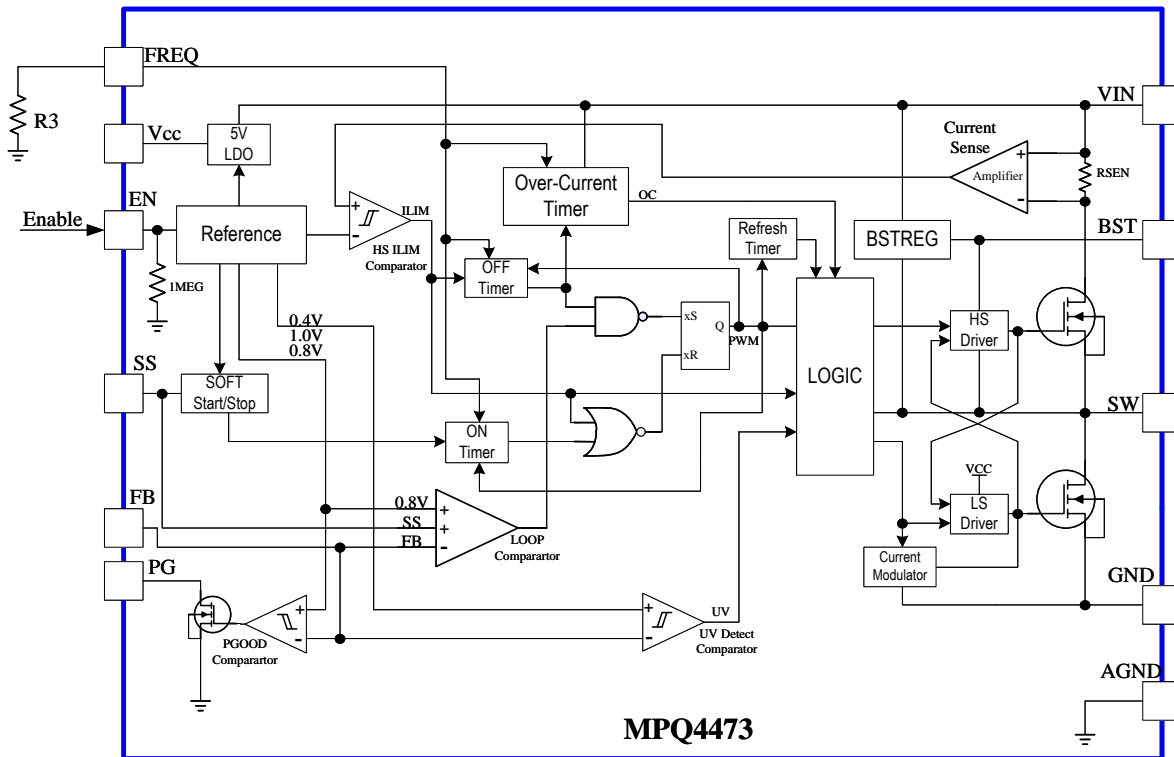 FREQ
R3
Vcc
5V
LDO
VIN
Current
Sense
+
Amplifier
-
RSEN
EN
Enable
Reference
1MEG
+
-
ILIM
HS ILIM
Comparator
Over-Current
Timer
OC
Refresh
Timer
BSTREG
BST
OFF
Timer
xS
Q
xR
PWM
LOGIC
HS
Driver
0.4V
1.0V
0.8V
SS
SOFT
Start/Stop
ON
Timer
SW
VCC
LS
Driver
FB
0.8V
+
SS
+
FB
-
LOOP
Comparartor
Current
Modulator
PG
GND
+
-
PGOOD
Comparartor
+
-
UV
UV Detect
Comparator
AGND
MPQ4473